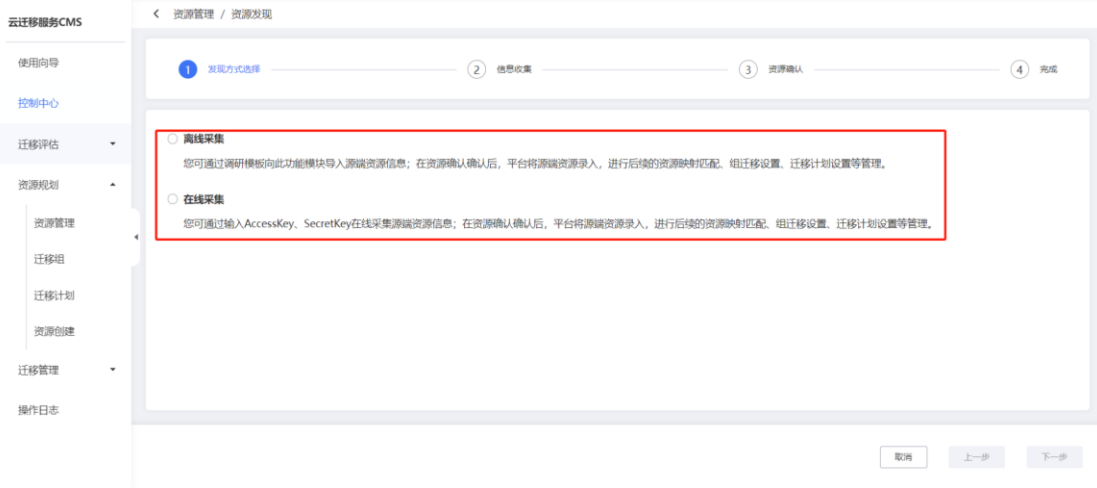 云迁移服务CMS
使用向导
控制中心
迁移评估
资源规划
资源管理
迁移组
迁移计划
资源创建
迁移管理
操作日志
资源管理 / 资源发现
1 发现方式选择
2 信息收集
3 资源确认
4 完成
离线采集
您可通过调研模板向此功能模块导入源端资源信息；在资源确认确认后，平台将源端资源录入，进行后续的资源映射匹配、组迁移设置、迁移计划设置等管理。
在线采集
您可通过输入AccessKey、SecretKey在线采集源端资源信息；在资源确认确认后，平台将源端资源录入，进行后续的资源映射匹配、组迁移设置、迁移计划设置等管理。
取消
上一步
下一步